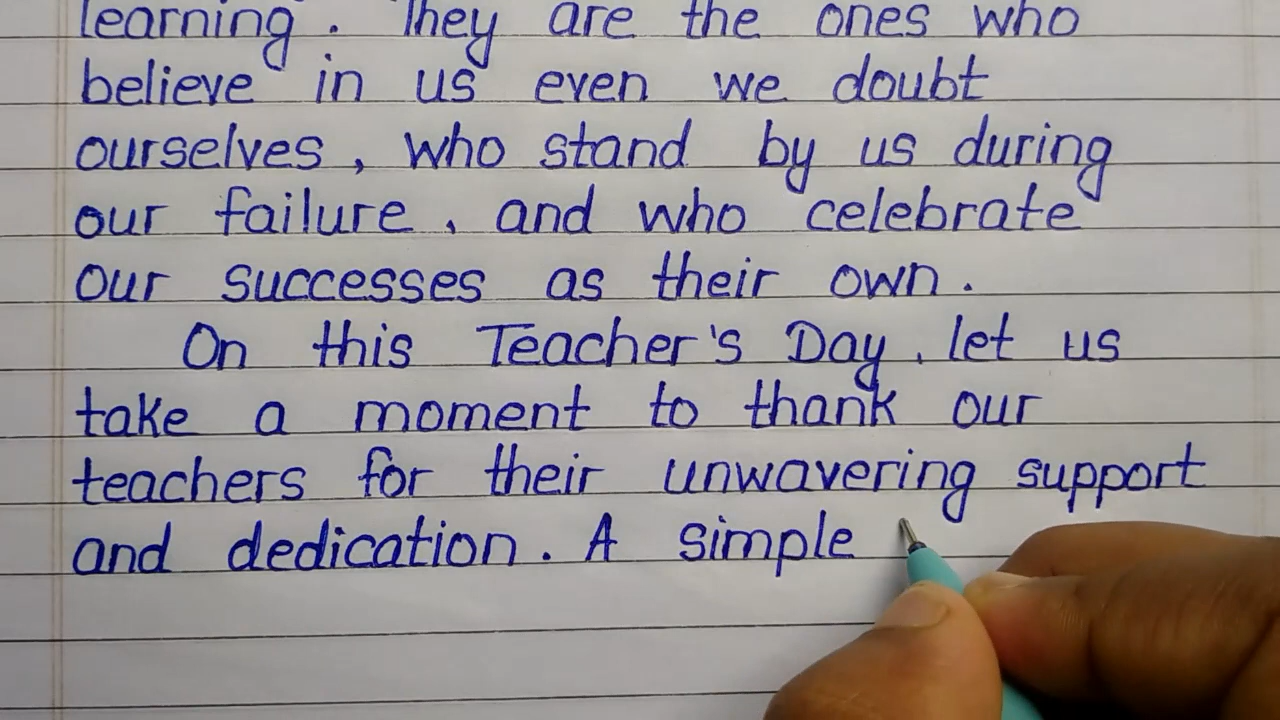 learning. They are the ones who
believe in us even we doubt
ourselves, who stand by us during
our failure, and who celebrate
our successes as their own.
On this Teacher's Day, let us
take a moment to thank our
teachers for their unwavering support
and dedication. A simple